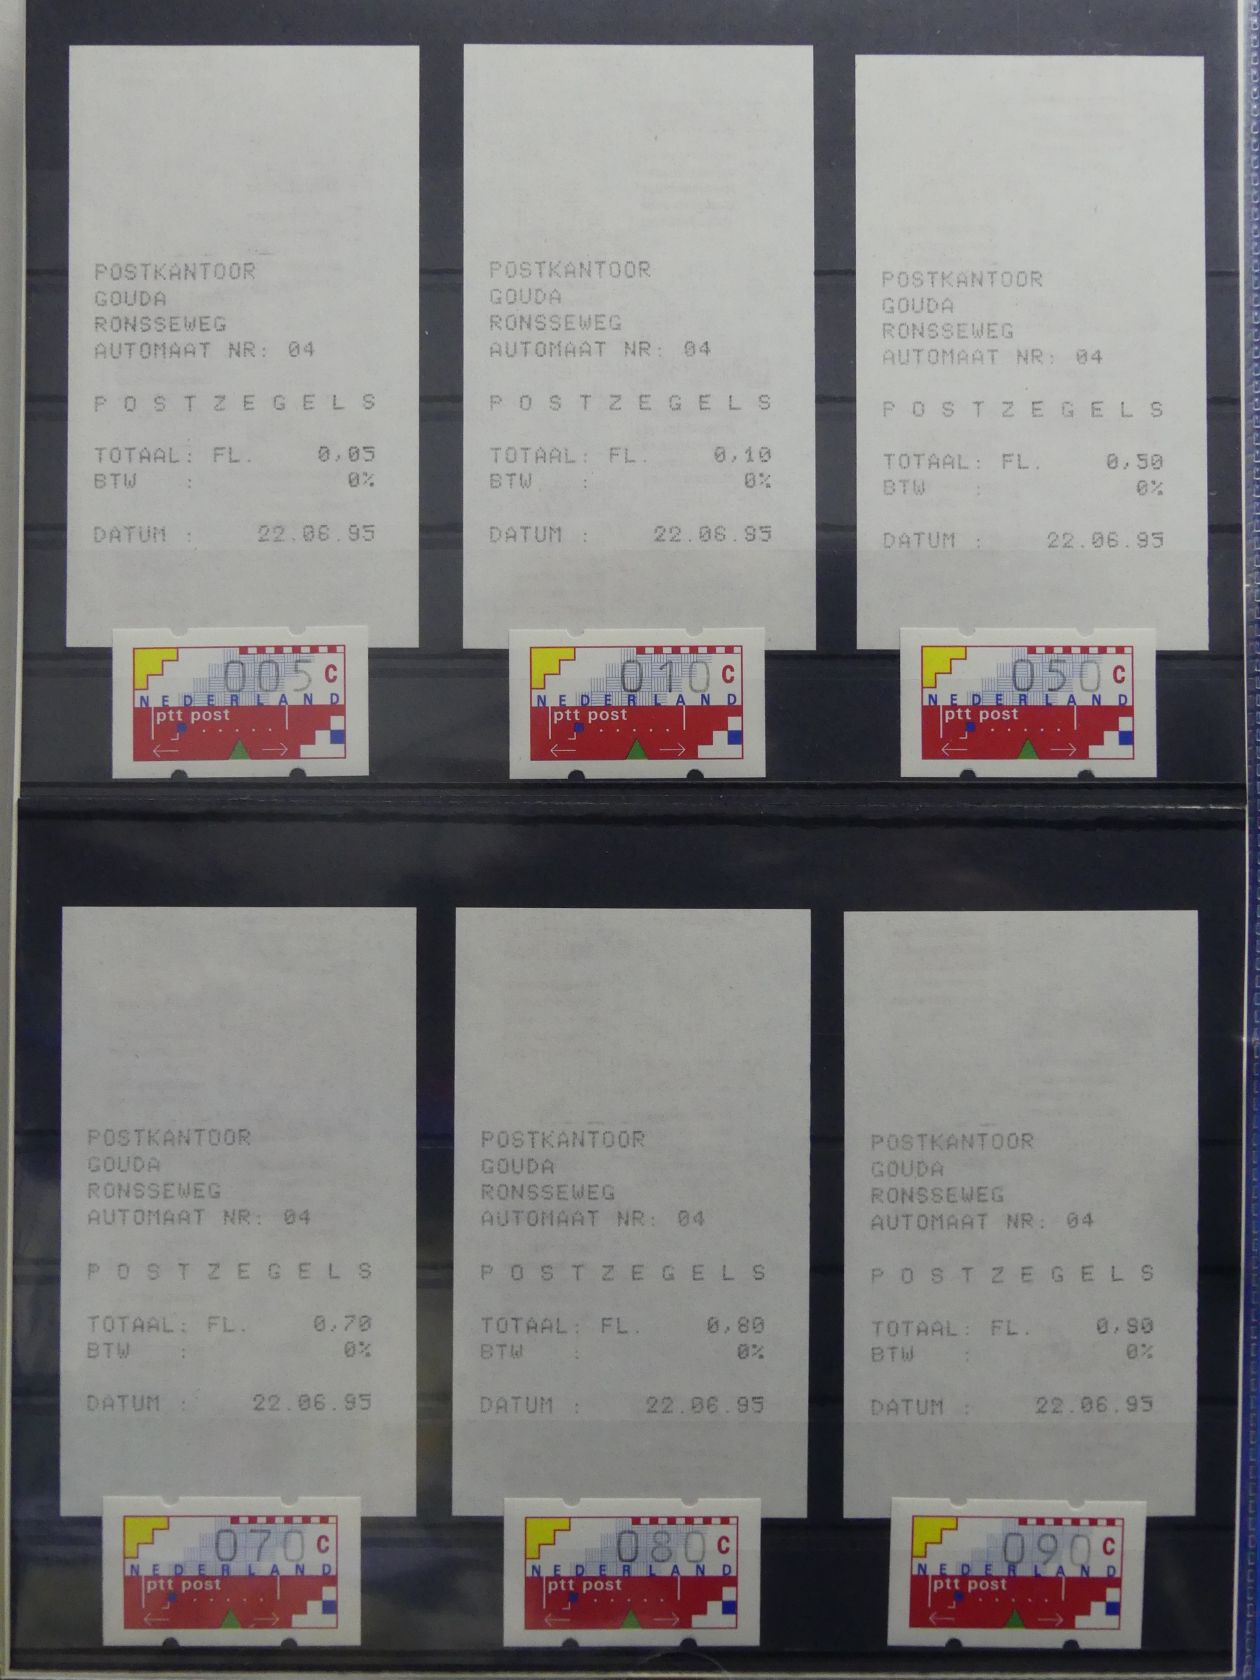 POSTKANTOOR
GOUDA
RONSSEWEG
AUTOMAAT NR: 04
POSTZEGELS
TOTAAL: FL. 0,05
BTW : 0%
DATUM : 22.06.95
005 C
NEDERLAND
ptt post
POSTKANTOOR
GOUDA
RONSSEWEG
AUTOMAAT NR: 04
POSTZEGELS
TOTAAL: FL. 0,10
BTW : 0%
DATUM : 22.06.95
010 C
NEDERLAND
ptt post
POSTKANTOOR
GOUDA
RONSSEWEG
AUTOMAAT NR: 04
POSTZEGELS
TOTAAL: FL. 0,50
BTW : 0%
DATUM : 22.06.95
050 C
NEDERLAND
ptt post
POSTKANTOOR
GOUDA
RONSSEWEG
AUTOMAAT NR: 04
POSTZEGELS
TOTAAL: FL. 0,70
BTW : 0%
DATUM : 22.06.95
070 C
NEDERLAND
ptt post
POSTKANTOOR
GOUDA
RONSSEWEG
AUTOMAAT NR: 04
POSTZEGELS
TOTAAL: FL. 0,80
BTW : 0%
DATUM : 22.06.95
080 C
NEDERLAND
ptt post
POSTKANTOOR
GOUDA
RONSSEWEG
AUTOMAAT NR: 04
POSTZEGELS
TOTAAL: FL. 0,90
BTW : 0%
DATUM : 22.06.95
090 C
NEDERLAND
ptt post